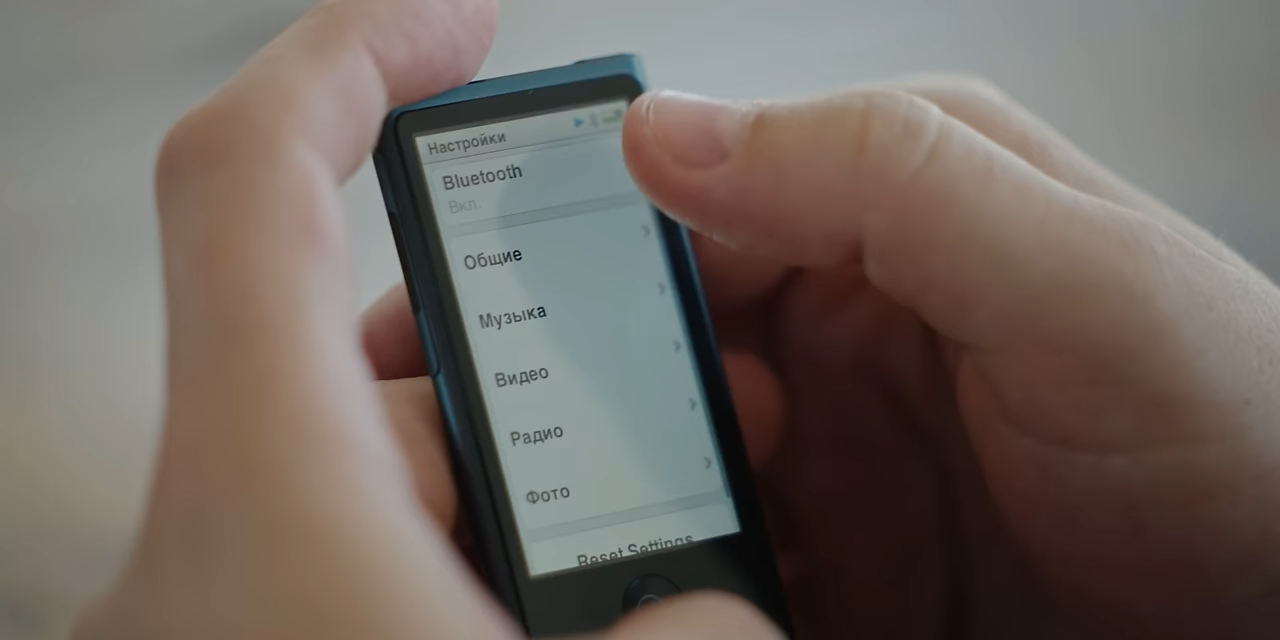 Настройки
Bluetooth
Вкл.
Общие
Музыка
Видео
Радио
Фото
Reset Settings